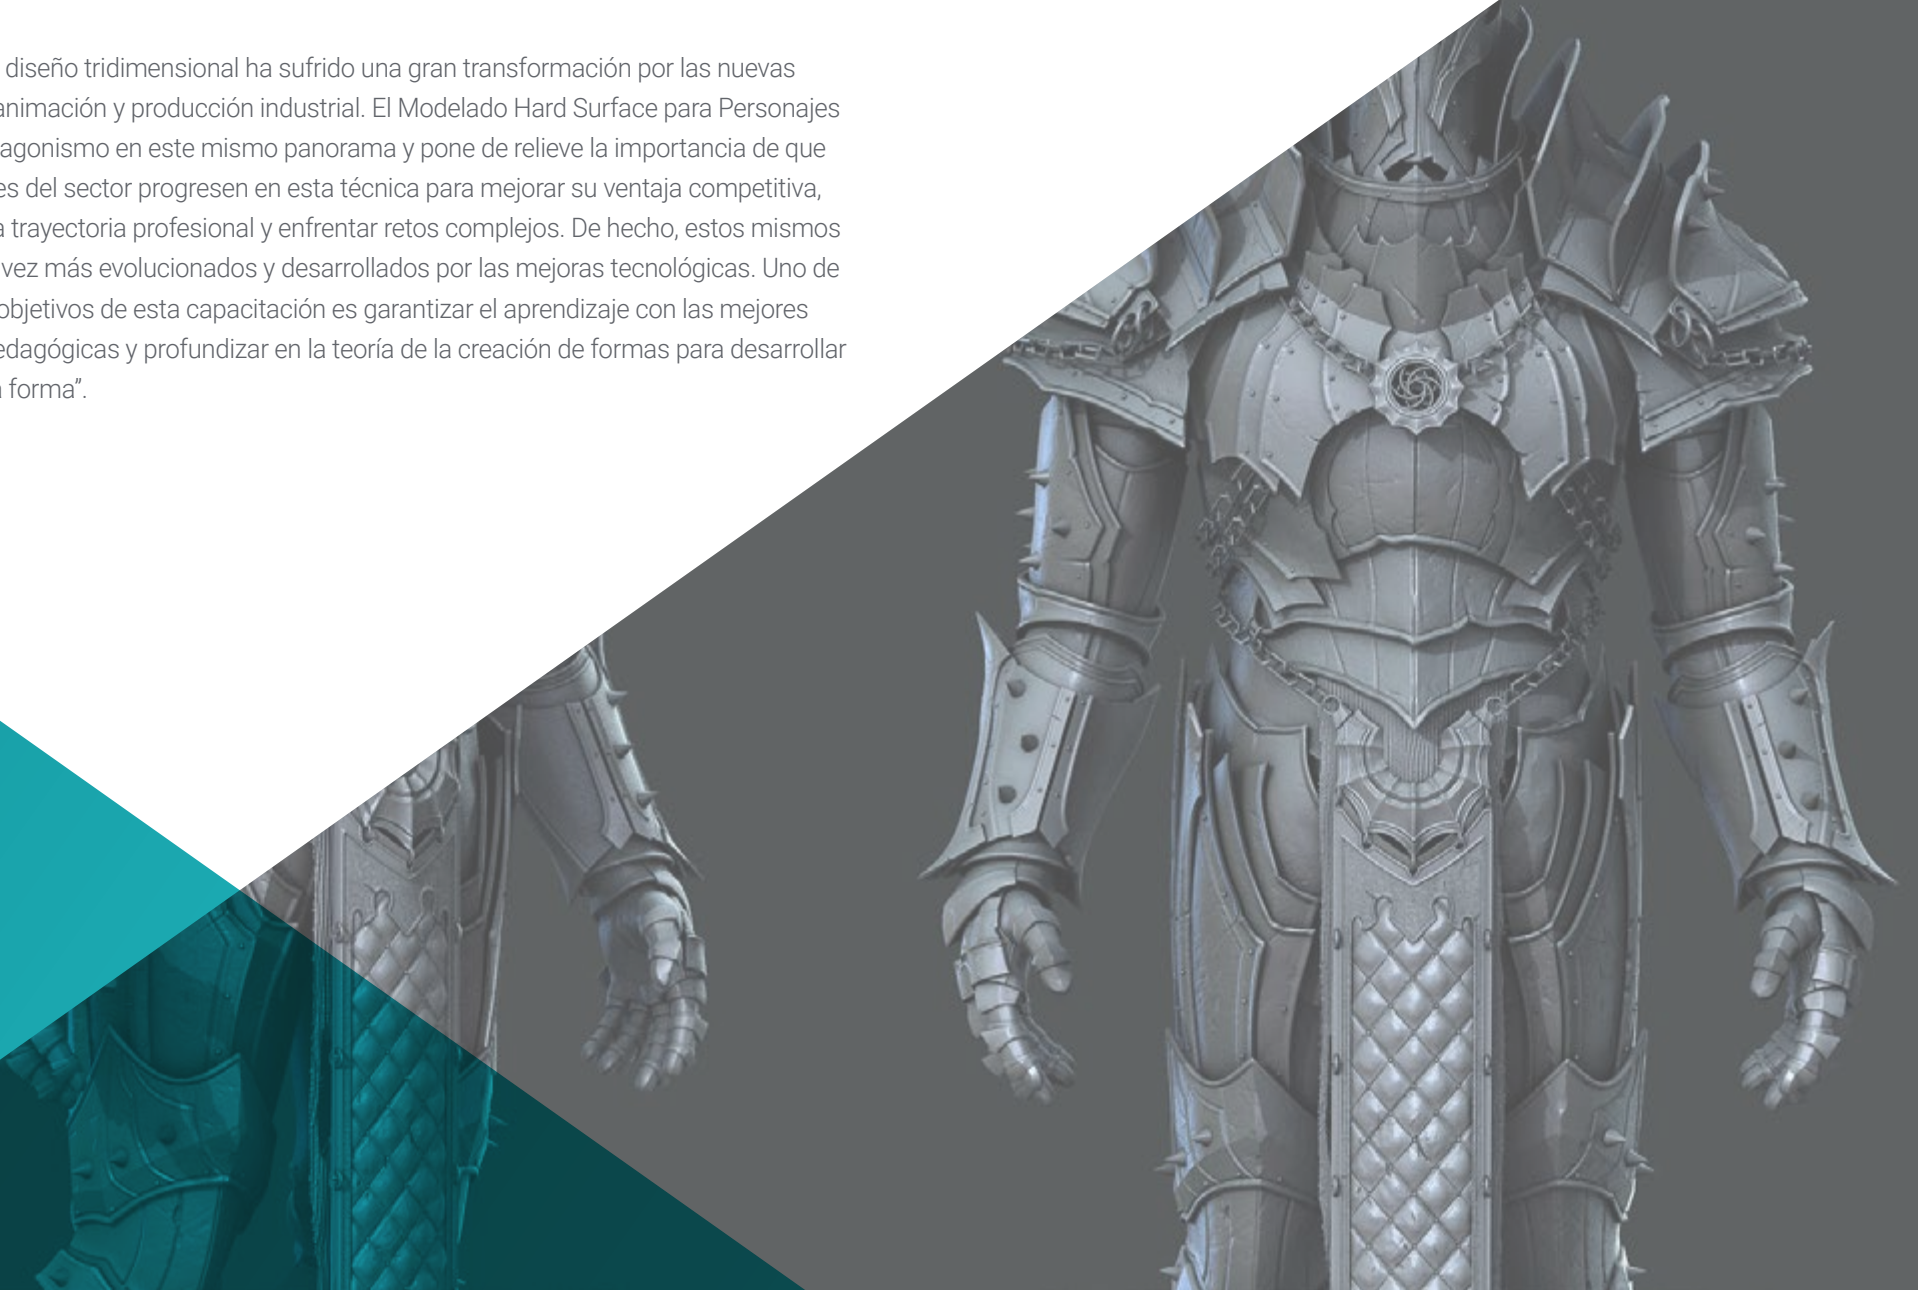 diseño tridimensional ha sufrido una gran transformación por las nuevas
animación y producción industrial. El Modelado Hard Surface para Personajes
agonismo en este mismo panorama y pone de relieve la importancia de que
es del sector progresen en esta técnica para mejorar su ventaja competitiva,
a trayectoria profesional y enfrentar retos complejos. De hecho, estos mismos
vez más evolucionados y desarrollados por las mejoras tecnológicas. Uno de
objetivos de esta capacitación es garantizar el aprendizaje con las mejores
edagógicas y profundizar en la teoría de la creación de formas para desarrollar
a forma”.